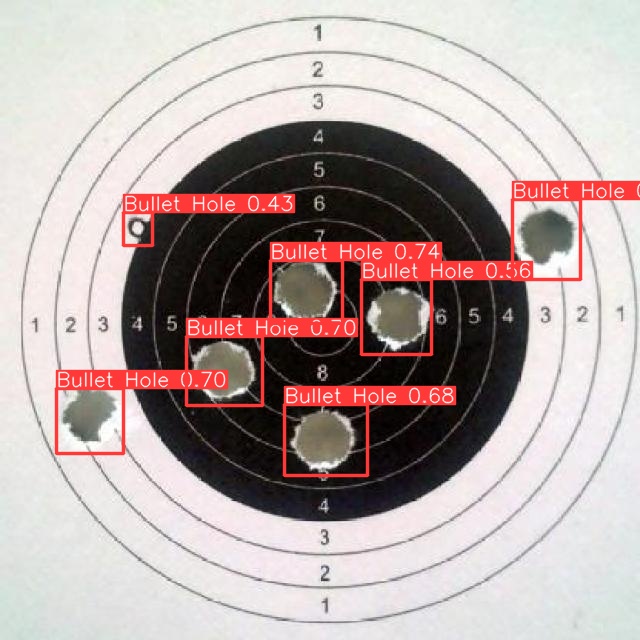 1
2
3
4
5
6
7
Bullet Hole 0.43
Bullet Hole
Bullet Hole 0.74
Bullet Hole 0.56
1 2 3 4 5
6 5 4 3 2 1
Bullet Hole 0.70
Bullet Hole 0.70
8
Bullet Hole 0.68
4
3
2
1